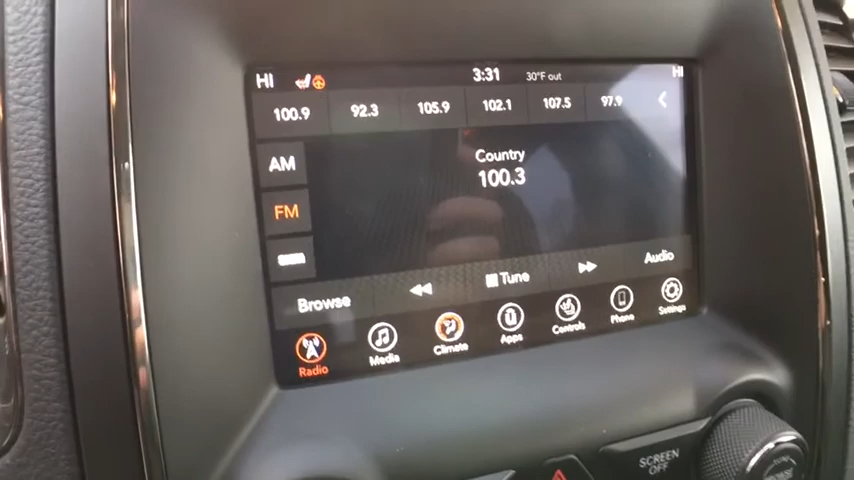 HI 3:31 30°F out HI
100.9 92.3 105.9 102.1 107.5 97.9
AM
Country
100.3
FM
Browse Tune Audio
Radio Media Climate Apps Controls Phone Settings
SCREEN
OFF